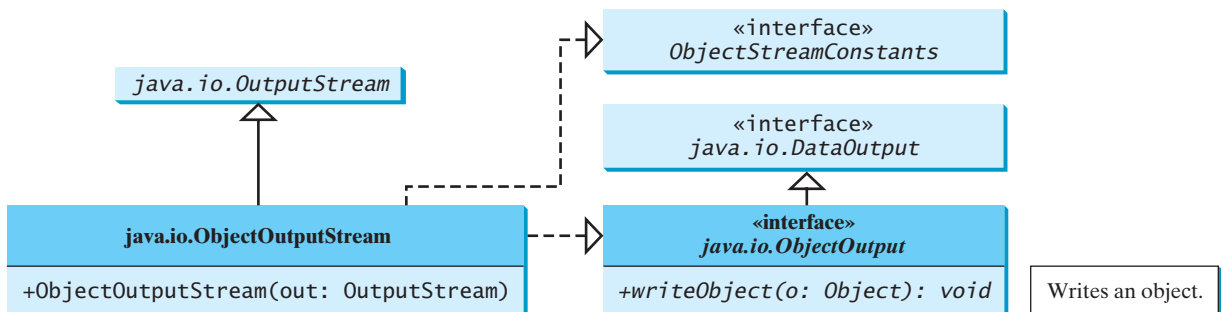 «interface»
ObjectStreamConstants
java.io.OutputStream
«interface»
java.io.DataOutput
java.io.ObjectOutputStream
«interface»
java.io.ObjectOutput
+ObjectOutputStream(out: OutputStream)
+writeObject(o: Object): void
Writes an object.